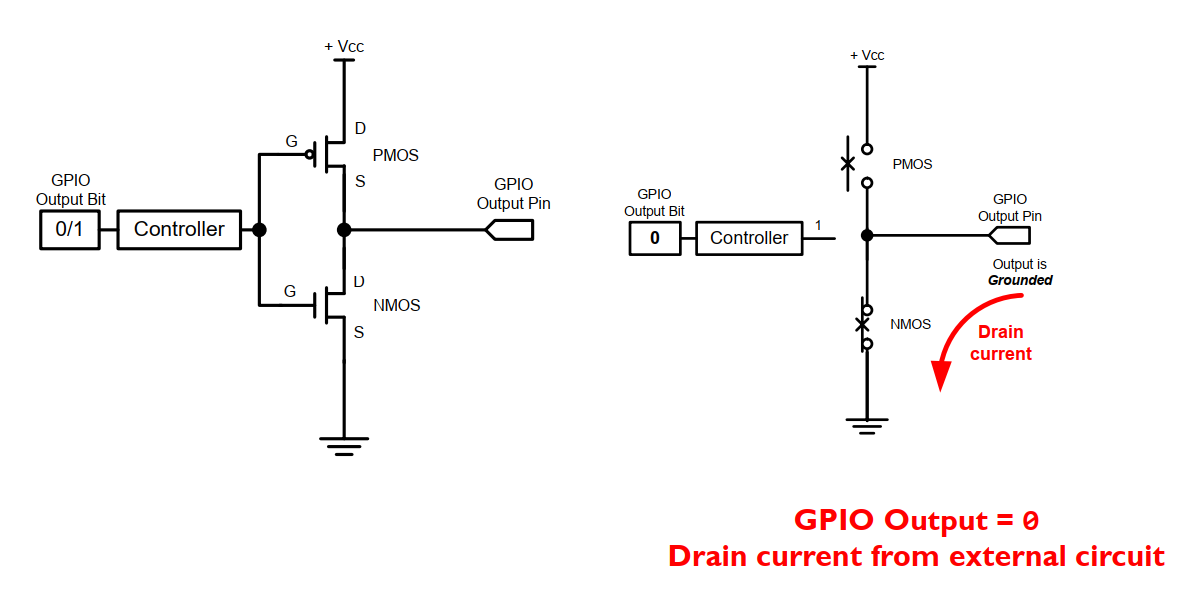 + Vcc
D
G
PMOS
S
GPIO
Output Bit
0/1
Controller
GPIO
Output Pin
D
G
NMOS
S
+ Vcc
PMOS
GPIO
Output Bit
0
Controller
1
GPIO
Output Pin
Output is
Grounded
NMOS
Drain
current
GPIO Output = 0
Drain current from external circuit